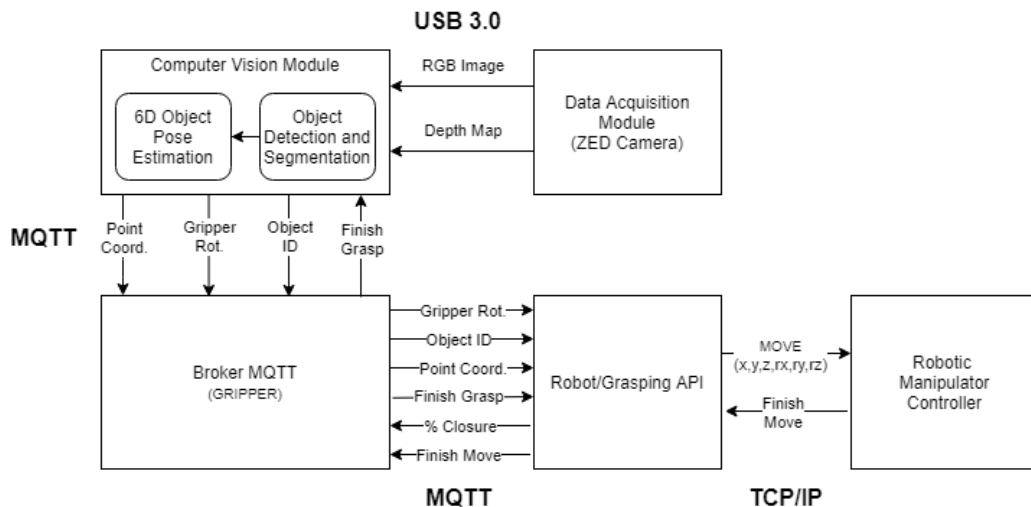 USB 3.0
Computer Vision Module
6D Object
Pose
Estimation
Object
Detection and
Segmentation
RGB Image
Depth Map
Data Acquisition
Module
(ZED Camera)
MQTT
Point
Coord.
Gripper
Rot.
Object
ID
Finish
Grasp
Broker MQTT
(GRIPPER)
Gripper Rot.
Object ID
Point Coord.
Finish Grasp
% Closure
Finish Move
Robot/Grasping API
MOVE
(x,y,z,rx,ry,rz)
Finish
Move
Robotic
Manipulator
Controller
MQTT
TCP/IP